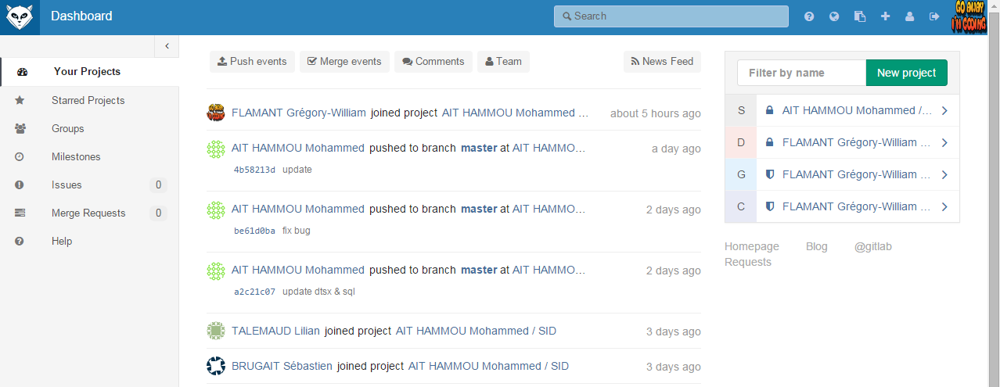 Dashboard
Search
GO AWAY
I'M CODING
Your Projects
Starred Projects
Groups
Milestones
Issues 0
Merge Requests 0
Help
Push events
Merge events
Comments
Team
News Feed
FLAMANT Grégory-William joined project AIT HAMMOU Mohammed ... about 5 hours ago
AIT HAMMOU Mohammed pushed to branch master at AIT HAMMO... a day ago
4b58213d update
AIT HAMMOU Mohammed pushed to branch master at AIT HAMMO... 2 days ago
be61d0ba fix bug
AIT HAMMOU Mohammed pushed to branch master at AIT HAMMO... 2 days ago
a2c21c07 update dtsx & sql
TALEMAUD Lilian joined project AIT HAMMOU Mohammed / SID 3 days ago
BRUGAIT Sébastien joined project AIT HAMMOU Mohammed / SID 3 days ago
Filter by name
New project
S AIT HAMMOU Mohammed /...
D FLAMANT Grégory-William ...
G FLAMANT Grégory-William ...
C FLAMANT Grégory-William ...
Homepage Blog @gitlab
Requests